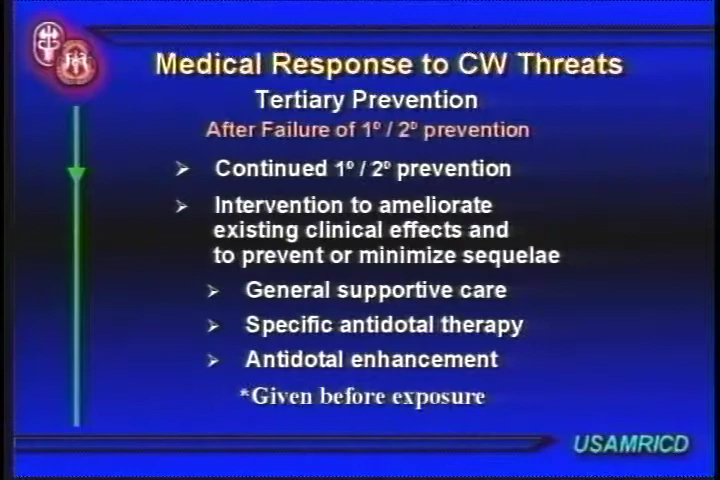 Medical Response to CW Threats
Tertiary Prevention
After Failure of 1º / 2º prevention
➢ Continued 1º / 2º prevention
➢ Intervention to ameliorate
existing clinical effects and
to prevent or minimize sequelae
➢ General supportive care
➢ Specific antidotal therapy
➢ Antidotal enhancement
*Given before exposure
USAMRICD